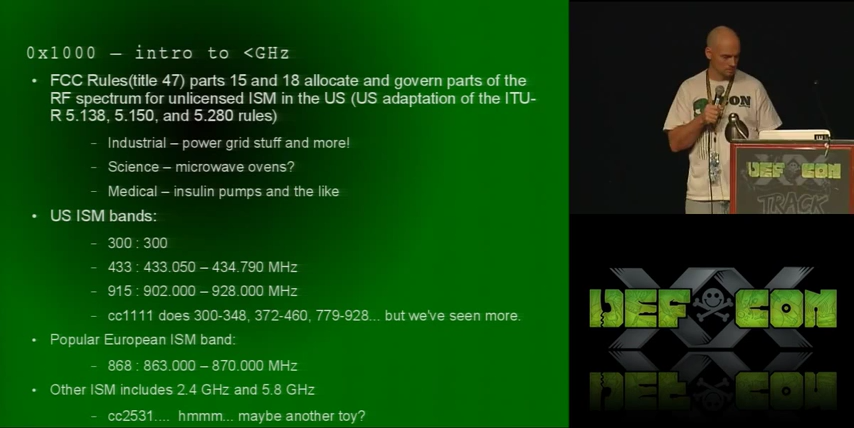 0x1000 – intro to <GHz
• FCC Rules(title 47) parts 15 and 18 allocate and govern parts of the
RF spectrum for unlicensed ISM in the US (US adaptation of the ITU-
R 5.138, 5.150, and 5.280 rules)
– Industrial – power grid stuff and more!
– Science – microwave ovens?
– Medical – insulin pumps and the like
• US ISM bands:
– 300 : 300
– 433 : 433.050 – 434.790 MHz
– 915 : 902.000 – 928.000 MHz
– cc1111 does 300-348, 372-460, 779-928... but we've seen more.
• Popular European ISM band:
– 868 : 863.000 – 870.000 MHz
• Other ISM includes 2.4 GHz and 5.8 GHz
– cc2531.... hmmm... maybe another toy?
CON
DEF CON
TRACK
DEF CON